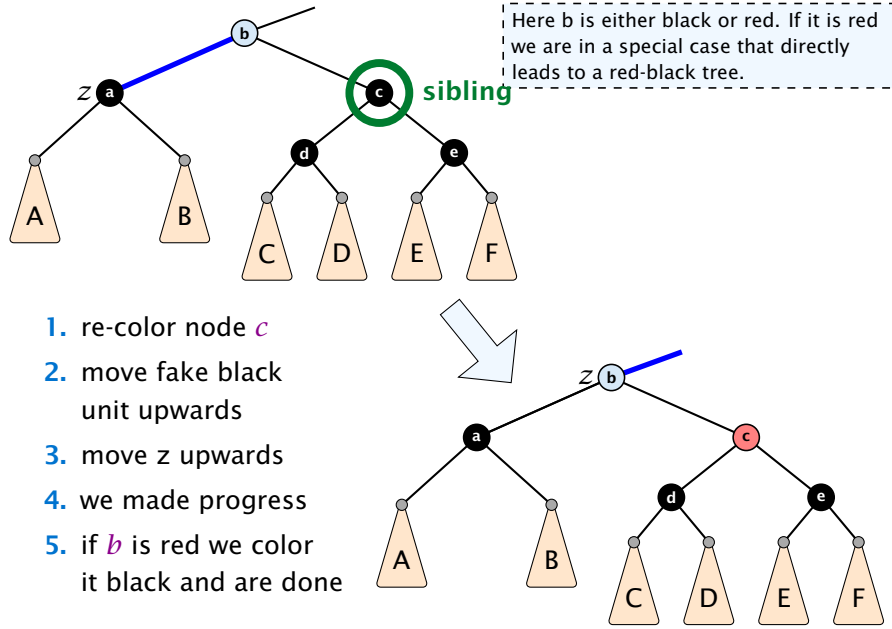 b
Here b is either black or red. If it is red
we are in a special case that directly
leads to a red-black tree.
z a
c sibling
d
e
A
B
C
D
E
F
1. re-color node c
2. move fake black
unit upwards
3. move z upwards
4. we made progress
5. if b is red we color
it black and are done
z b
a
c
d
e
A
B
C
D
E
F